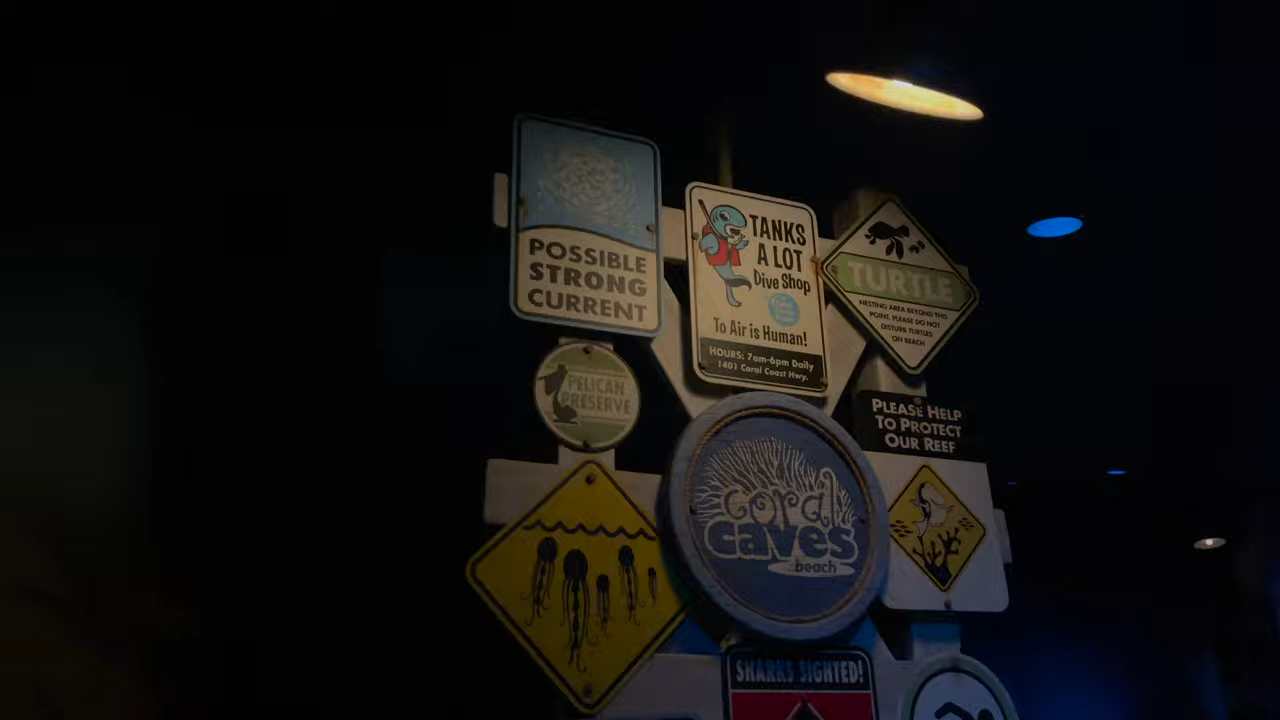 POSSIBLE
STRONG
CURRENT
TANKS
A LOT
Dive Shop
To Air is Human!
HOURS: 7am-6pm Daily
1401 Coral Coast Hwy.
TURTLE
NESTING AREA BEYOND THIS
POINT. PLEASE DO NOT
DISTURB TURTLES
ON BEACH
PELICAN
PRESERVE
PLEASE HELP
TO PROTECT
OUR REEF
coral
caves
beach
SHARKS SIGHTED!